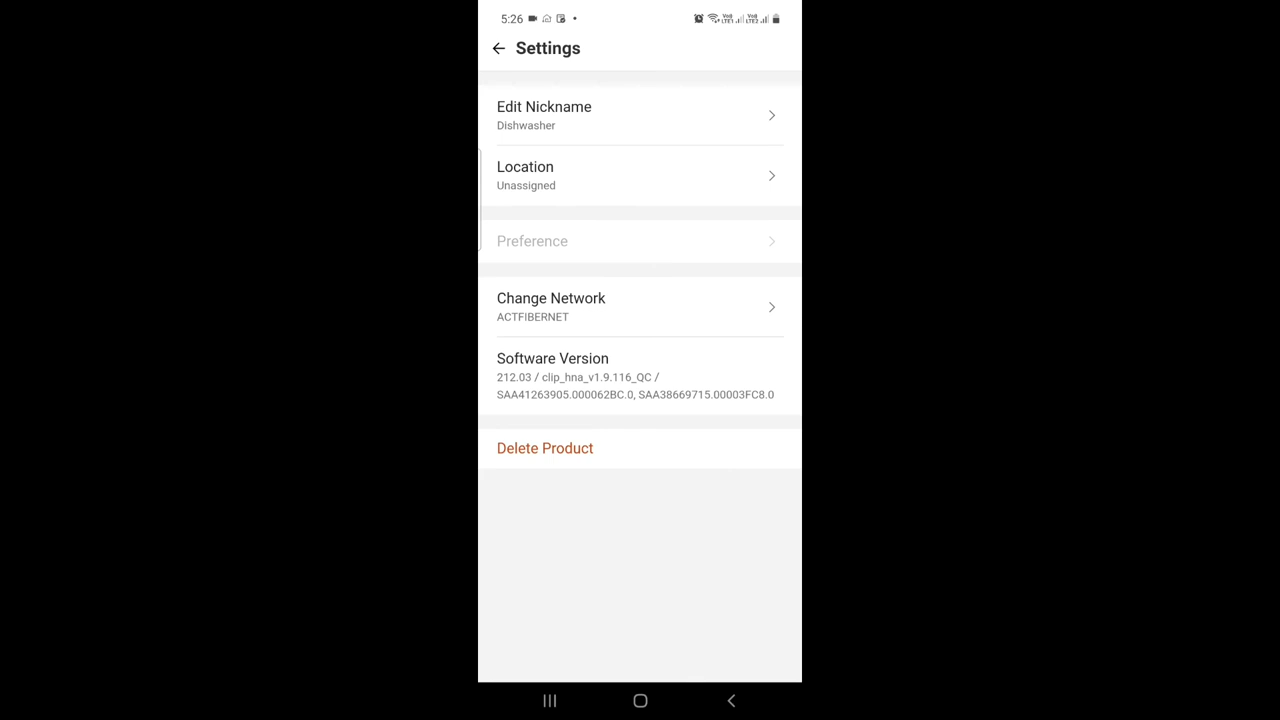 5:26
Settings
Edit Nickname
Dishwasher
Location
Unassigned
Preference
Change Network
ACTFIBERNET
Software Version
212.03 / clip_hna_v1.9.116_QC /
SAA41263905.000062BC.0, SAA38669715.00003FC8.0
Delete Product